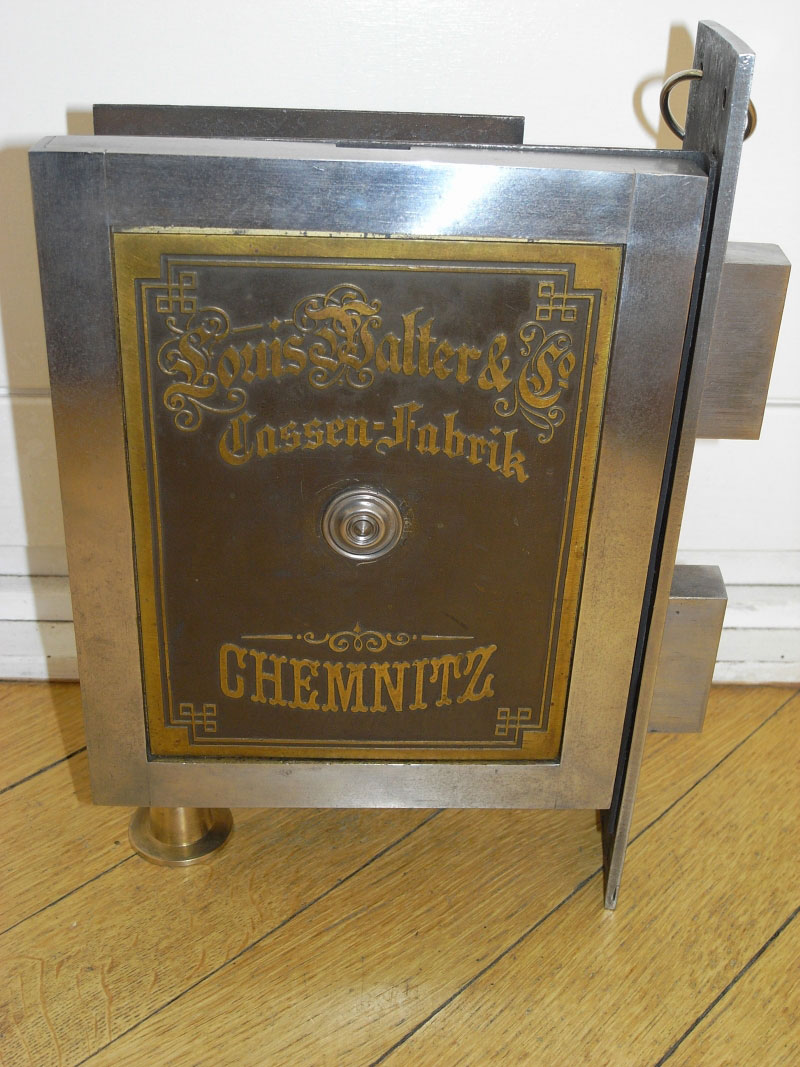 Louis Walter & Co.
Cassen-Fabrik
CHEMNITZ